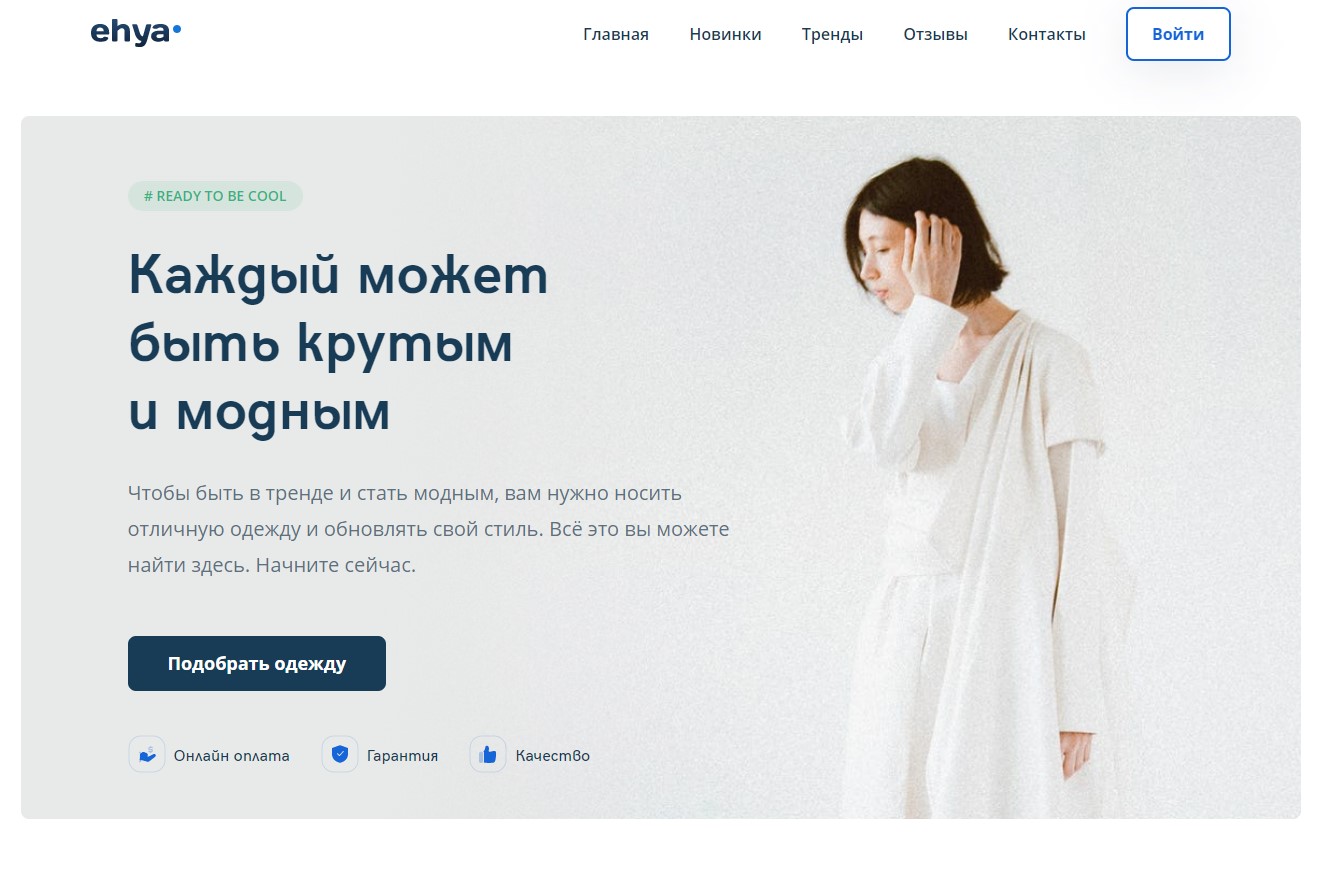 ehya
Главная Новинки Тренды Отзывы Контакты Войти
# READY TO BE COOL
Каждый может
быть крутым
и модным
Чтобы быть в тренде и стать модным, вам нужно носить
отличную одежду и обновлять свой стиль. Всё это вы можете
найти здесь. Начните сейчас.
Подобрать одежду
Онлайн оплата Гарантия Качество